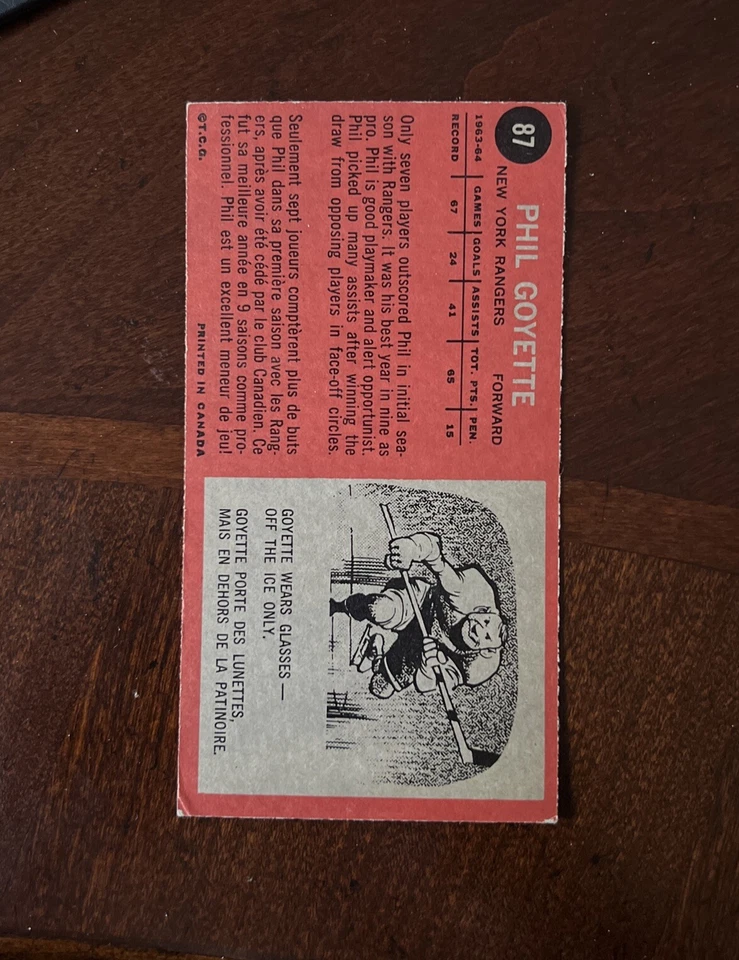 87
PHIL GOYETTE
NEW YORK RANGERS FORWARD
1963-64 GAMES GOALS ASSISTS TOT. PTS. PEN.
RECORD 67 24 41 65 15
Only seven players outscored Phil in initial sea-
son with Rangers. It was his best year in nine as
pro. Phil is good playmaker and alert opportunist.
Phil picked up many assists after winning the
draw from opposing players in face-off circles.
Seulement sept joueurs comptèrent plus de buts
que Phil dans sa première saison avec les Rang-
ers, après avoir été cédé par le club Canadien. Ce
fut sa meilleure année en 9 saisons comme pro-
fessionnel. Phil est un excellent meneur de jeu!
©T.C.G. PRINTED IN CANADA
GOYETTE WEARS GLASSES —
OFF THE ICE ONLY.
GOYETTE PORTE DES LUNETTES,
MAIS EN DEHORS DE LA PATINOIRE.